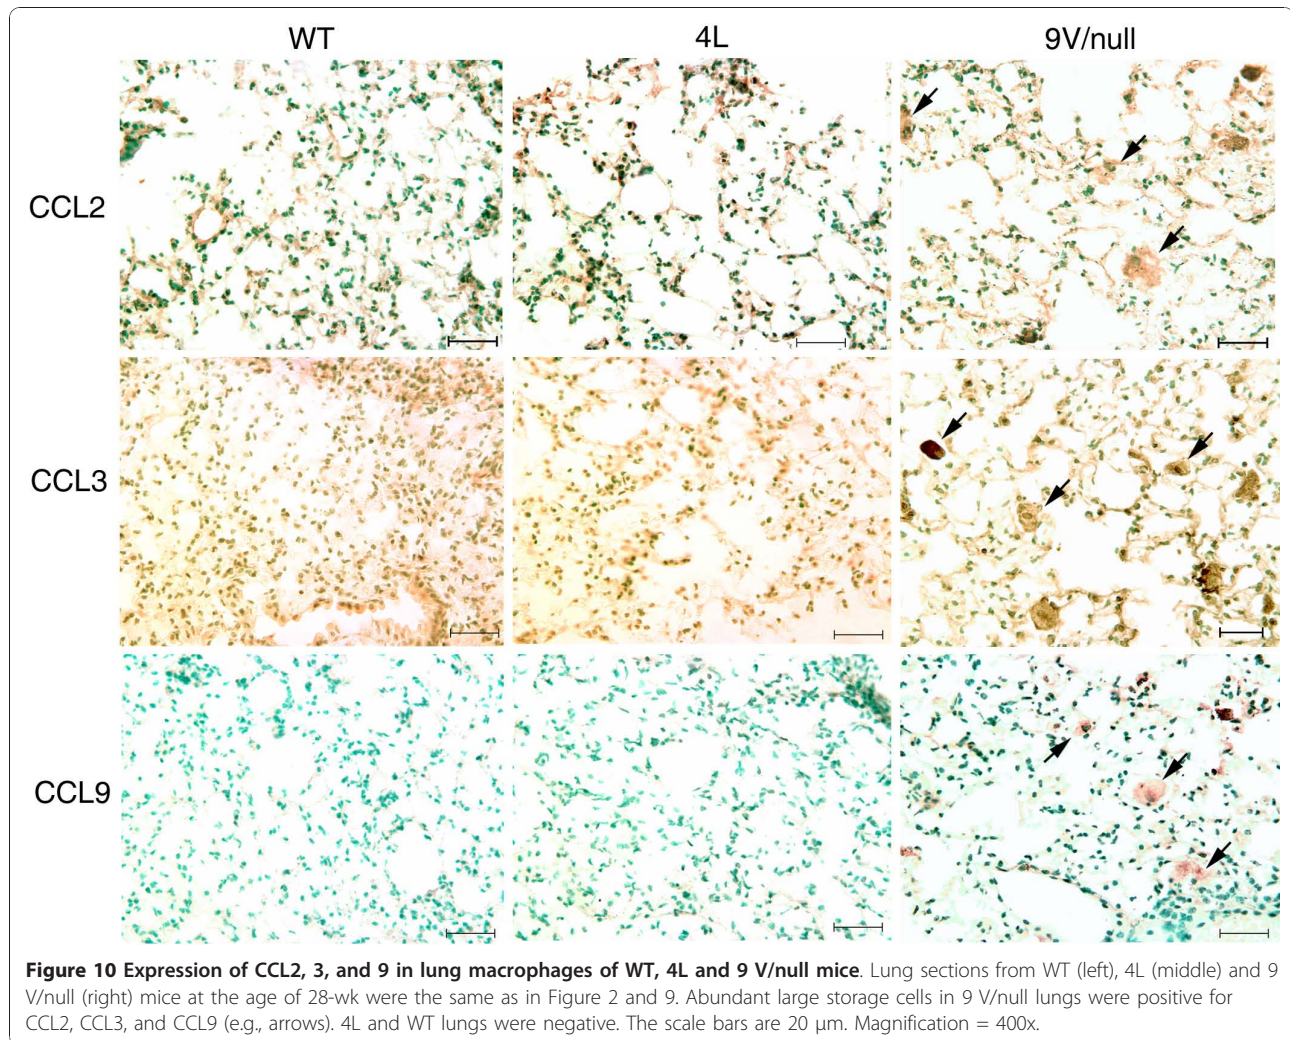 WT 4L 9V/null
CCL2
CCL3
CCL9
Figure 10 Expression of CCL2, 3, and 9 in lung macrophages of WT, 4L and 9 V/null mice. Lung sections from WT (left), 4L (middle) and 9
V/null (right) mice at the age of 28-wk were the same as in Figure 2 and 9. Abundant large storage cells in 9 V/null lungs were positive for
CCL2, CCL3, and CCL9 (e.g., arrows). 4L and WT lungs were negative. The scale bars are 20 μm. Magnification = 400x.